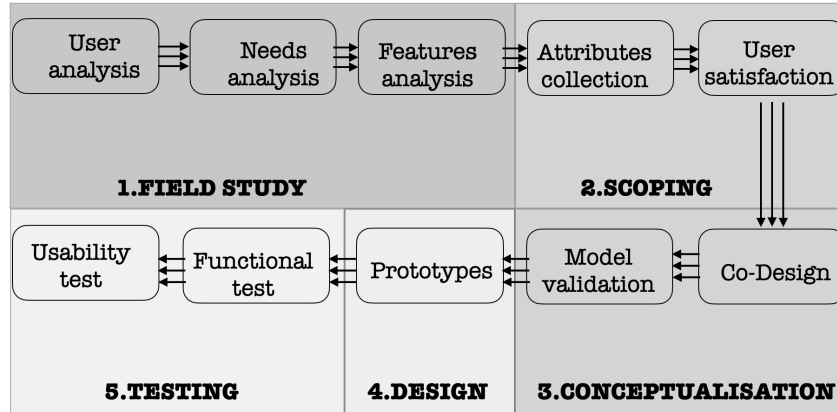 User
analysis
Needs
analysis
Features
analysis
Attributes
collection
User
satisfaction
1.FIELD STUDY
2.SCOPING
Usability
test
Functional
test
Prototypes
Model
validation
Co-Design
5.TESTING
4.DESIGN
3.CONCEPTUALISATION